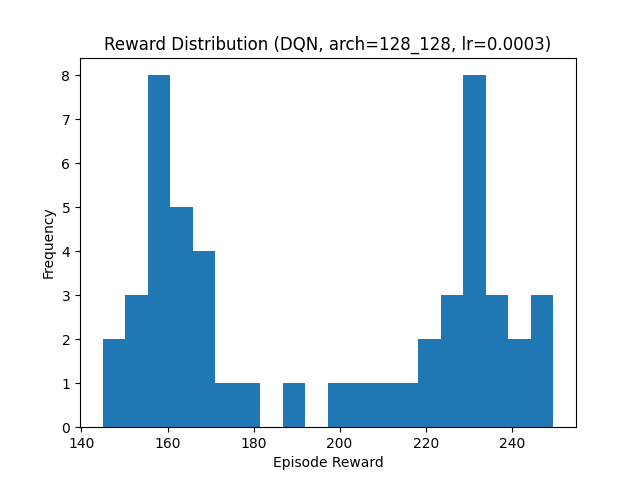 Reward Distribution (DQN, arch=128_128, lr=0.0003)
8
7
6
5
4
3
2
1
0
Frequency
140 160 180 200 220 240
Episode Reward